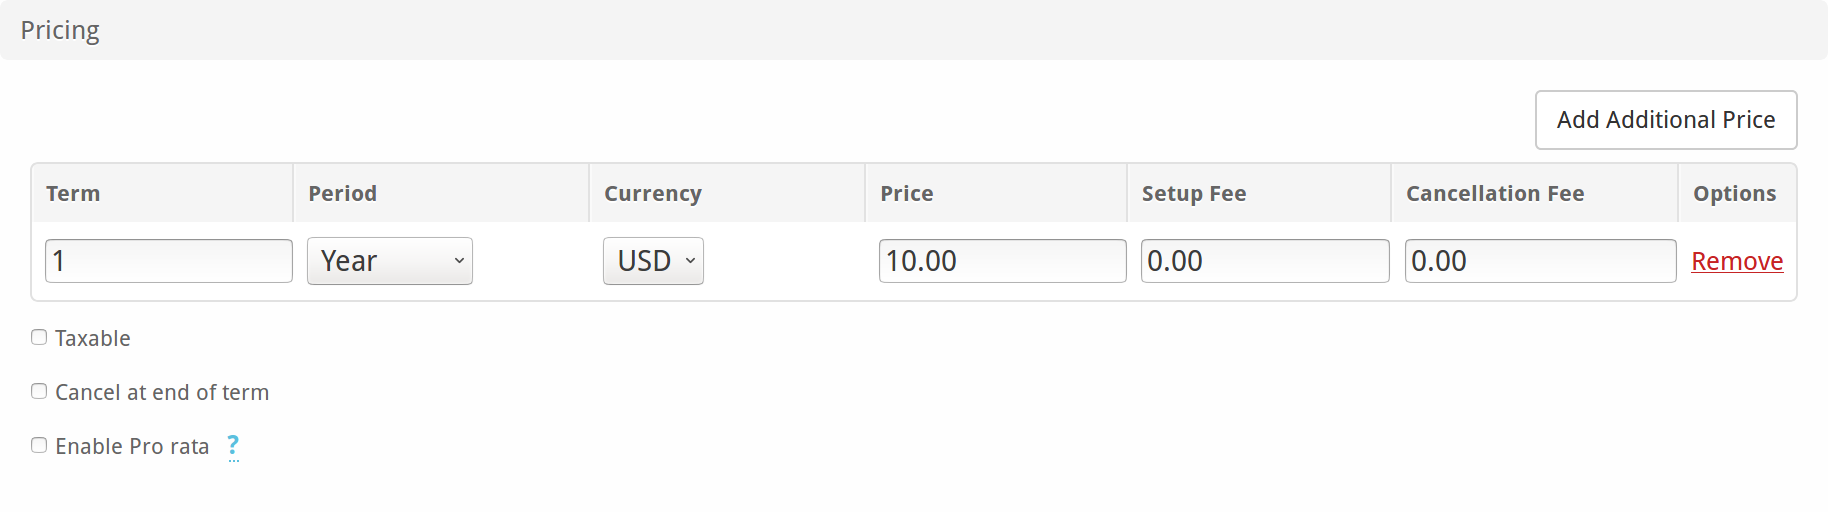 Pricing
Add Additional Price
Term Period Currency Price Setup Fee Cancellation Fee Options
1 Year USD 10.00 0.00 0.00 Remove
Taxable
Cancel at end of term
Enable Pro rata ?